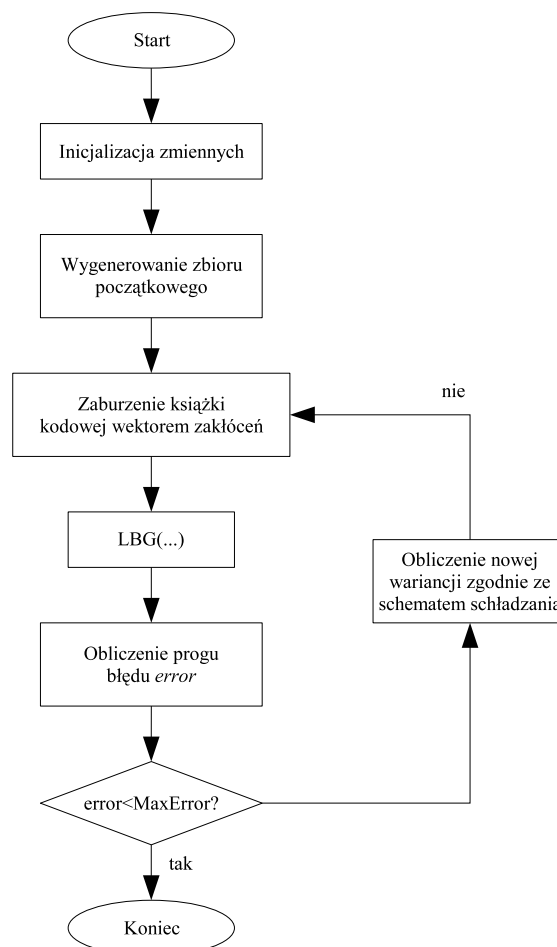 Start
Inicjalizacja zmiennych
Wygenerowanie zbioru
początkowego
Zaburzenie książki
kodowej wektorem zakłóceń
nie
LBG(...)
Obliczenie nowej
wariancji zgodnie ze
schematem schładzania
Obliczenie progu
błędu error
error<MaxError?
tak
Koniec